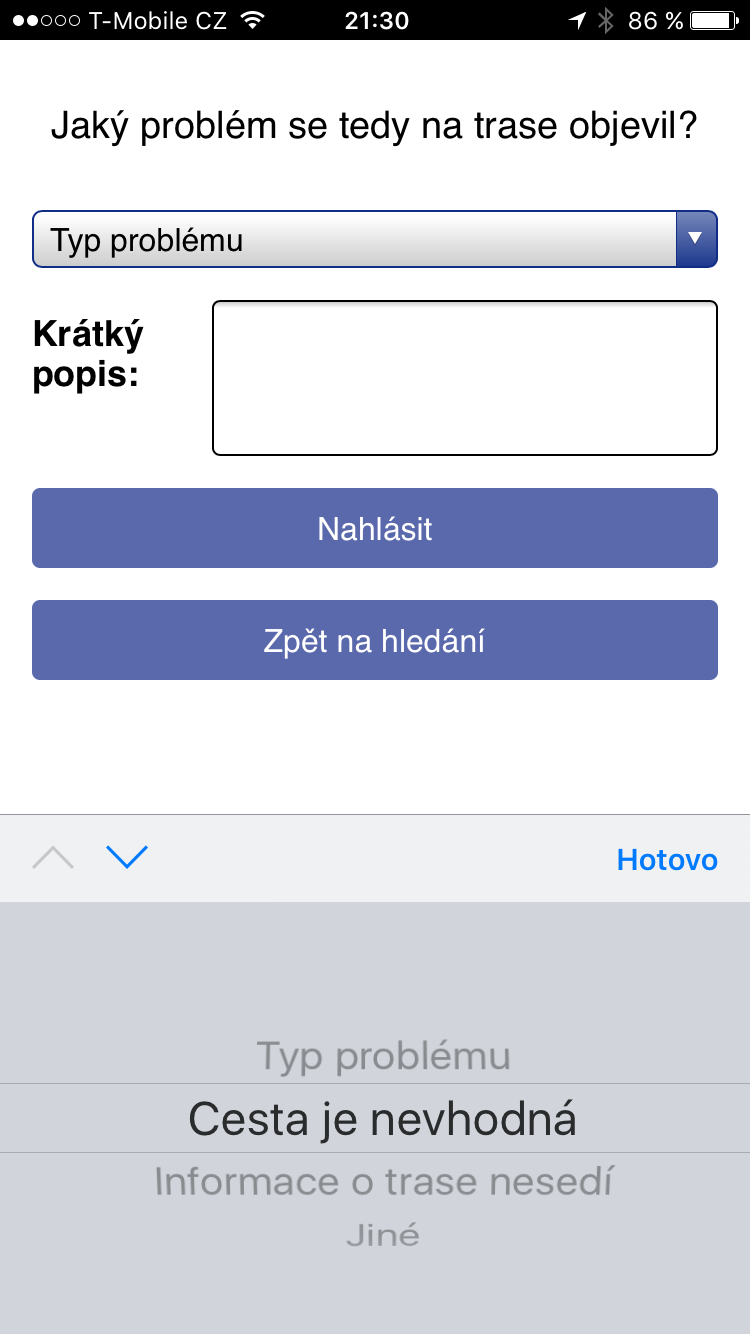 T-Mobile CZ 21:30 86 %
Jaký problém se tedy na trase objevil?
Typ problému
Krátký
popis:
Nahlásit
Zpět na hledání
Hotovo
Typ problému
Cesta je nevhodná
Informace o trase nesedí
Jiné